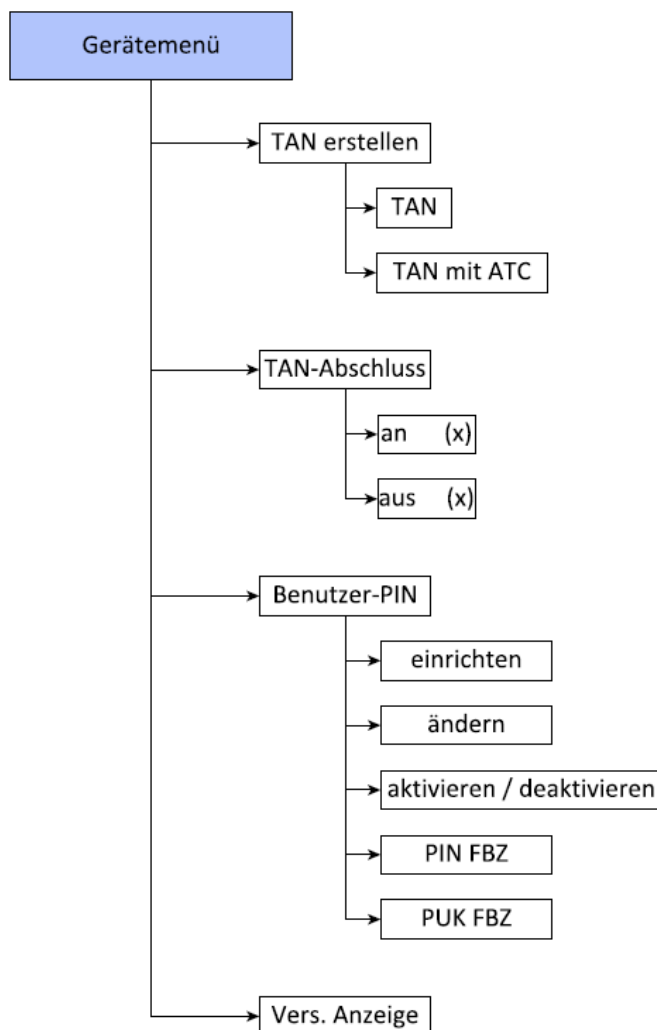 Gerätemenü
TAN erstellen
TAN
TAN mit ATC
TAN-Abschluss
an (x)
aus (x)
Benutzer-PIN
einrichten
ändern
aktivieren / deaktivieren
PIN FBZ
PUK FBZ
Vers. Anzeige